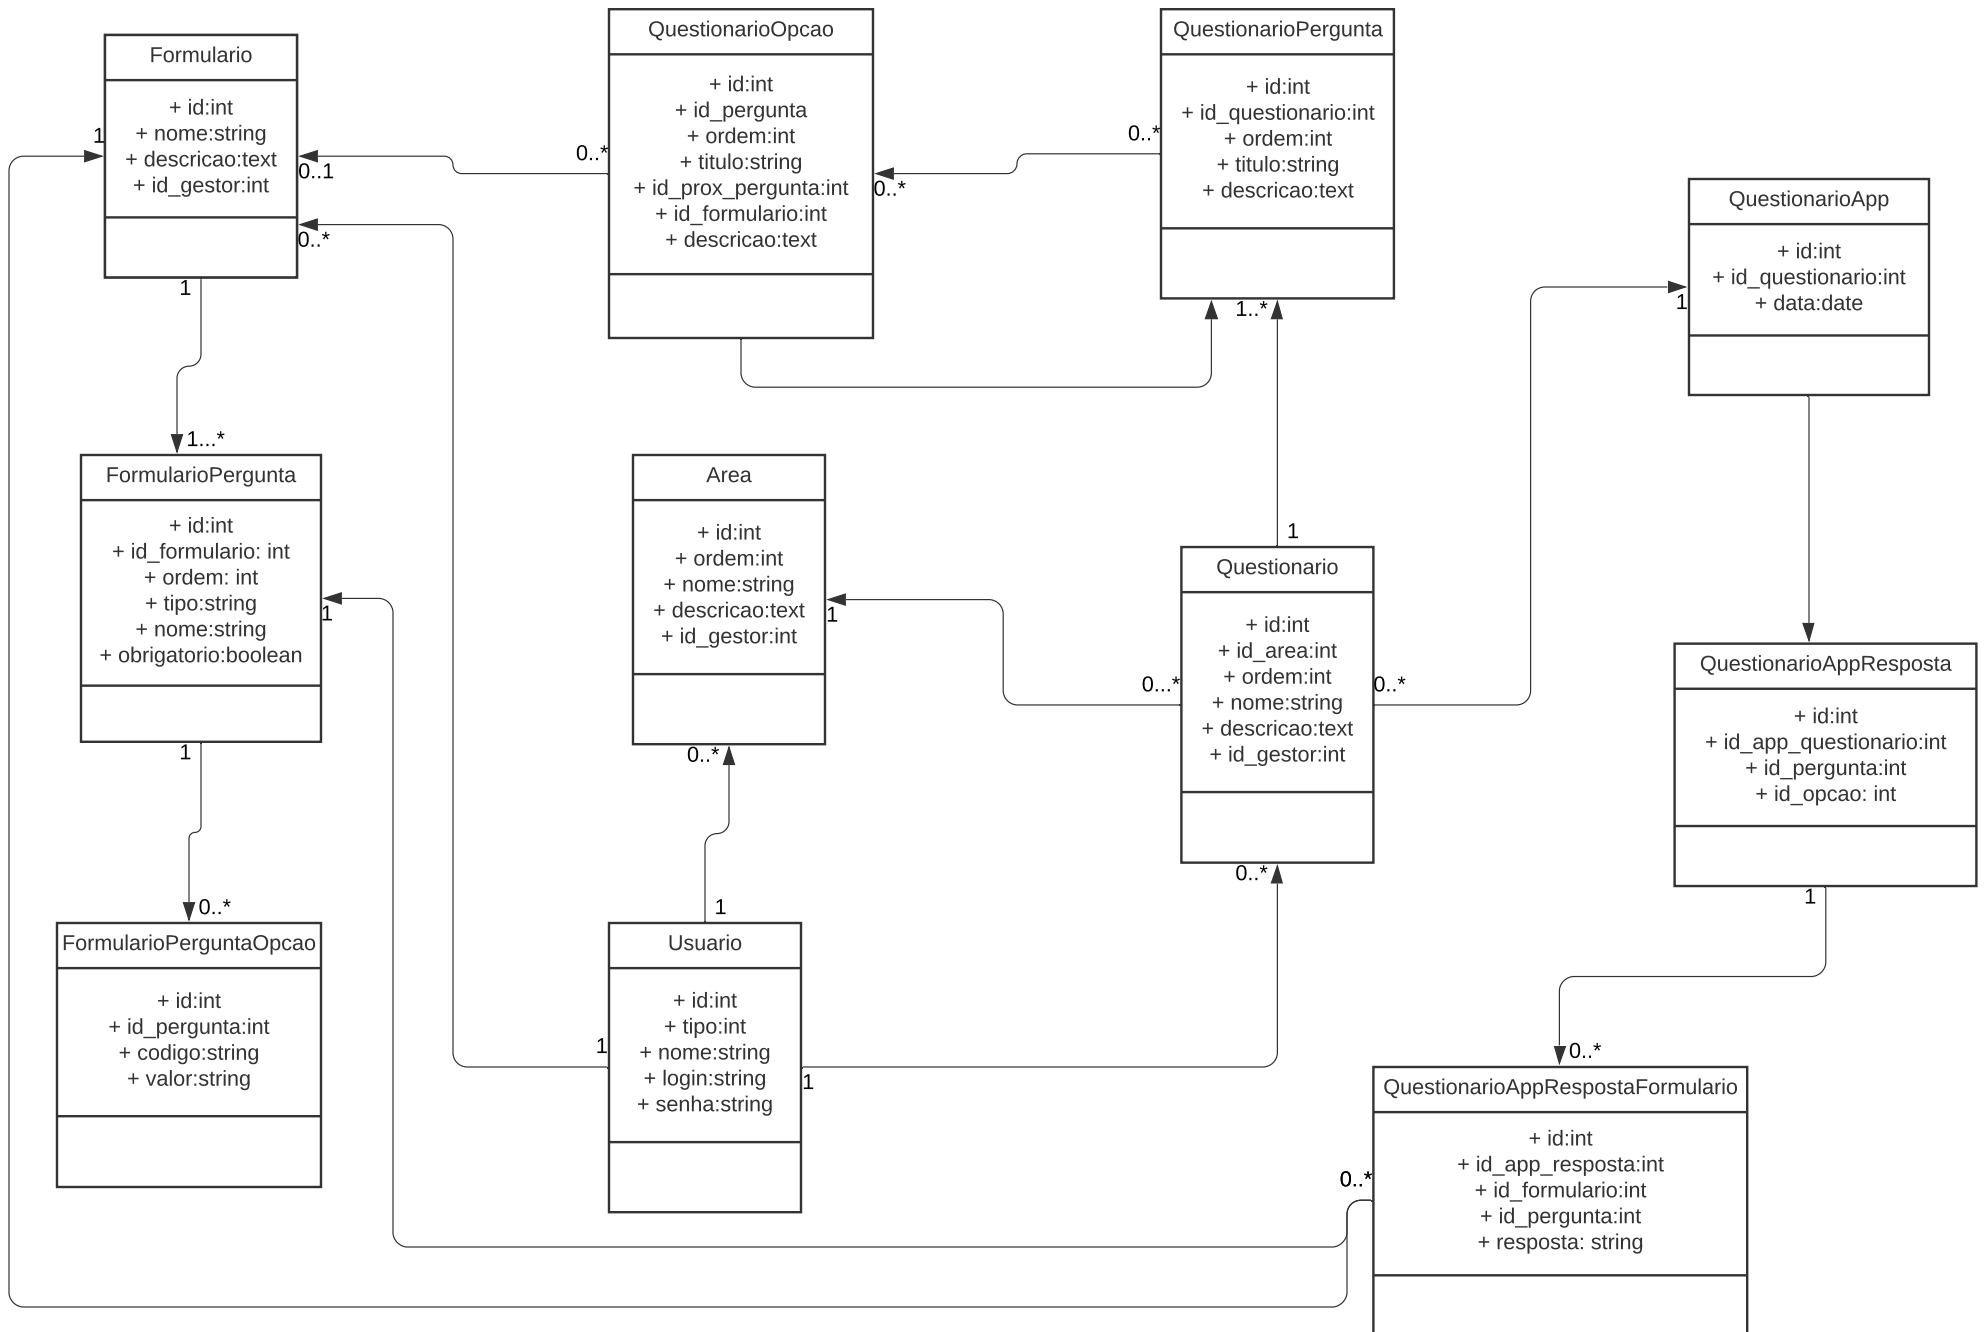 Formulario
+ id:int
+ nome:string
+ descricao:text
+ id_gestor:int
1
0..1
0..*
1
QuestionarioOpcao
+ id:int
+ id_pergunta
+ ordem:int
+ titulo:string
+ id_prox_pergunta:int
+ id_formulario:int
+ descricao:text
0..*
0..*
QuestionarioPergunta
+ id:int
+ id_questionario:int
+ ordem:int
+ titulo:string
+ descricao:text
0..*
1..*
QuestionarioApp
+ id:int
+ id_questionario:int
+ data:date
1
1...*
FormularioPergunta
+ id:int
+ id_formulario: int
+ ordem: int
+ tipo:string
+ nome:string
+ obrigatorio:boolean
1
1
Area
+ id:int
+ ordem:int
+ nome:string
+ descricao:text
+ id_gestor:int
1
0..*
1
Questionario
+ id:int
+ id_area:int
+ ordem:int
+ nome:string
+ descricao:text
+ id_gestor:int
0...*
0..*
0..*
QuestionarioAppResposta
+ id:int
+ id_app_questionario:int
+ id_pergunta:int
+ id_opcao: int
1
0..*
FormularioPerguntaOpcao
+ id:int
+ id_pergunta:int
+ codigo:string
+ valor:string
1
Usuario
+ id:int
+ tipo:int
+ nome:string
+ login:string
+ senha:string
1
1
0..*
QuestionarioAppRespostaFormulario
+ id:int
+ id_app_resposta:int
+ id_formulario:int
+ id_pergunta:int
+ resposta: string
0..*